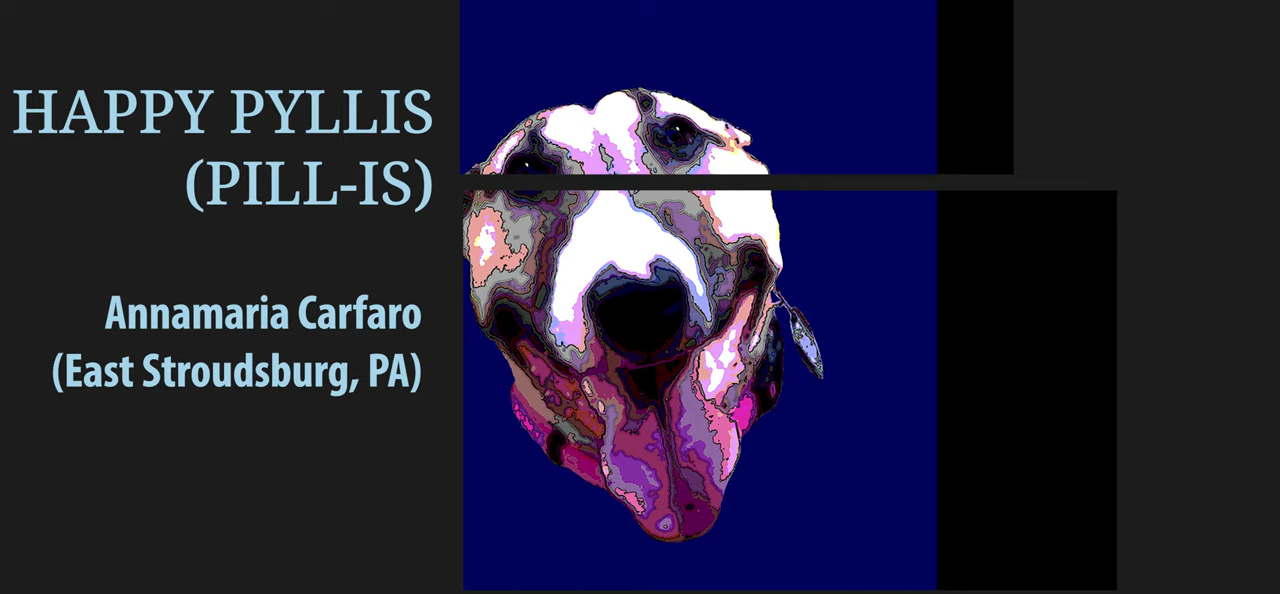 HAPPY PYLLIS
(PILL-IS)
Annamaria Carfaro
(East Stroudsburg, PA)